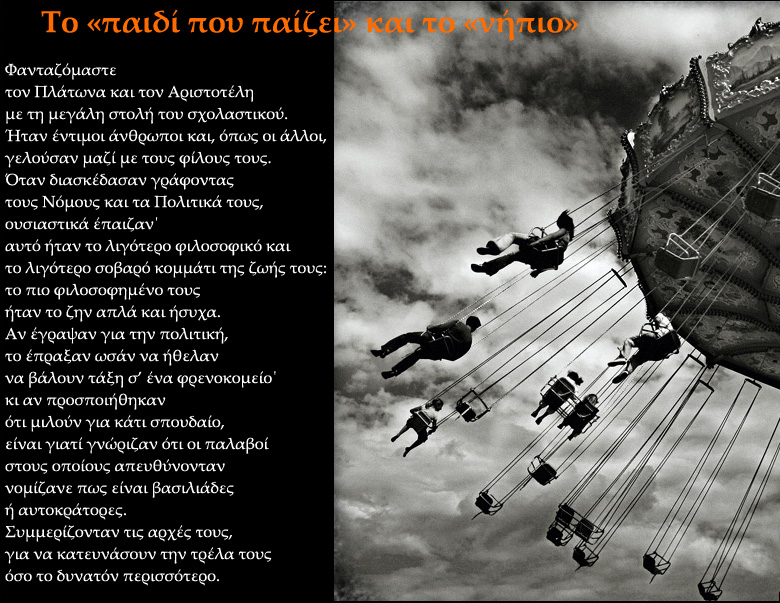 Το «παιδί που παίζει» και το «νήπιο»
Φανταζόμαστε
τον Πλάτωνα και τον Αριστοτέλη
με τη μεγάλη στολή του σχολαστικού.
Ήταν έντιμοι άνθρωποι και, όπως οι άλλοι,
γελούσαν μαζί με τους φίλους τους.
Όταν διασκέδασαν γράφοντας
τους Νόμους και τα Πολιτικά τους,
ουσιαστικά έπαιζαν˙
αυτό ήταν το λιγότερο φιλοσοφικό και
το λιγότερο σοβαρό κομμάτι της ζωής τους:
το πιο φιλοσοφημένο τους
ήταν το ζην απλά και ήσυχα.
Αν έγραψαν για την πολιτική,
το έπραξαν ωσάν να ήθελαν
να βάλουν τάξη σ’ ένα φρενοκομείο˙
κι αν προσποιήθηκαν
ότι μιλούν για κάτι σπουδαίο,
είναι γιατί γνώριζαν ότι οι παλαβοί
στους οποίους απευθύνονταν
νομίζανε πως είναι βασιλιάδες
ή αυτοκράτορες.
Συμμερίζονταν τις αρχές τους,
για να κατευνάσουν την τρέλα τους
όσο το δυνατόν περισσότερο.